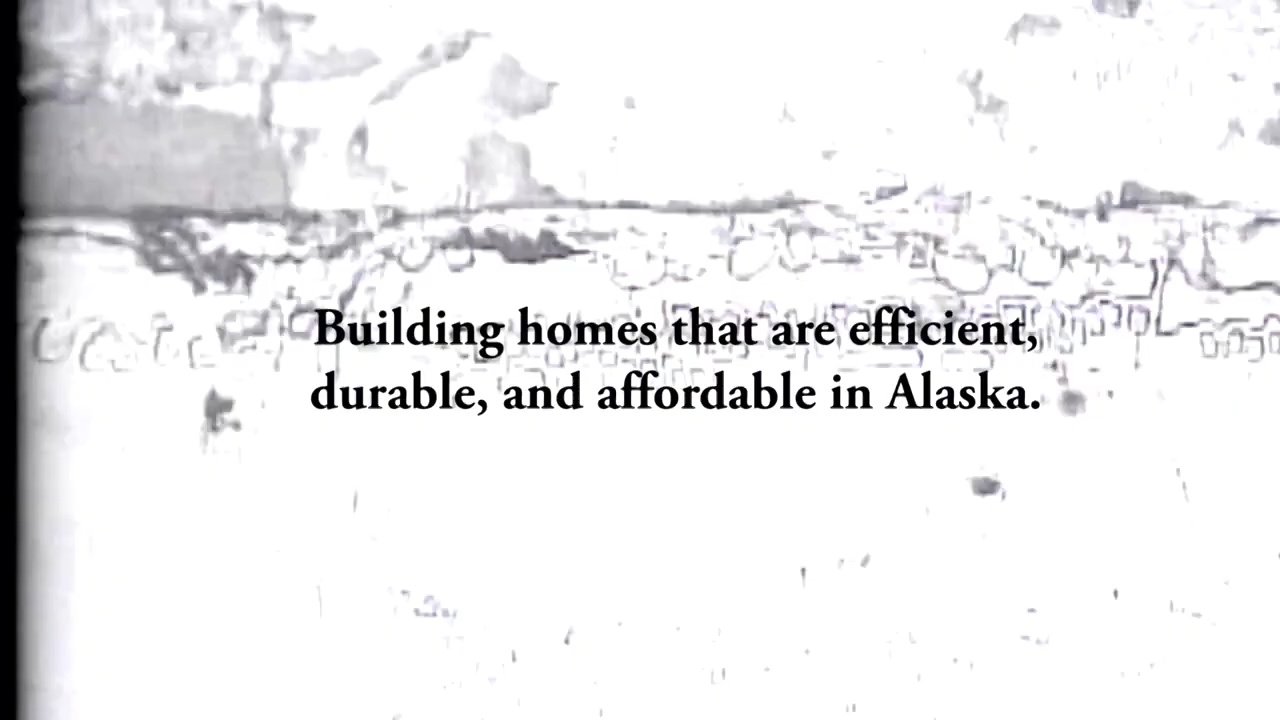 Building homes that are efficient,
durable, and affordable in Alaska.